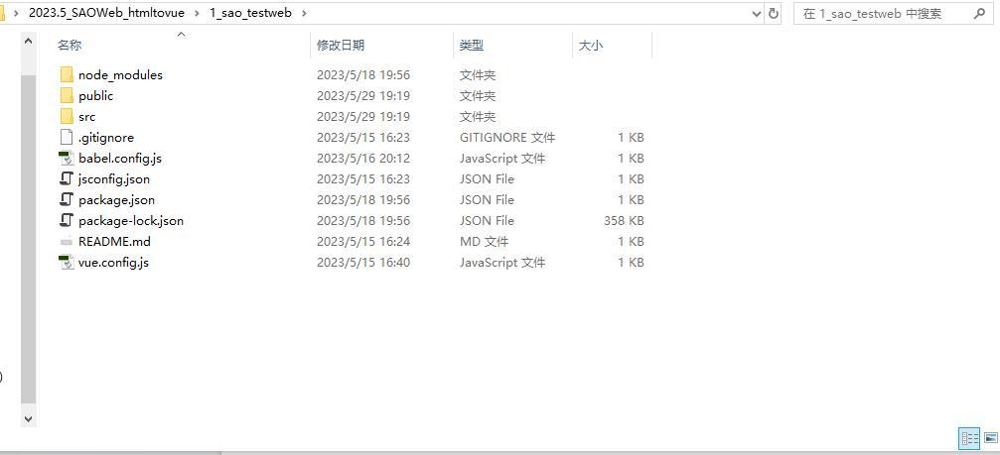 2023.5_SAOWeb_htmltovue > 1_sao_testweb >
在 1_sao_testweb 中搜索
名称 修改日期 类型 大小
node_modules 2023/5/18 19:56 文件夹
public 2023/5/29 19:19 文件夹
src 2023/5/29 19:19 文件夹
.gitignore 2023/5/15 16:23 GITIGNORE 文件 1 KB
babel.config.js 2023/5/16 20:12 JavaScript 文件 1 KB
jsconfig.json 2023/5/15 16:23 JSON File 1 KB
package.json 2023/5/18 19:56 JSON File 1 KB
package-lock.json 2023/5/18 19:56 JSON File 358 KB
README.md 2023/5/15 16:24 MD 文件 1 KB
vue.config.js 2023/5/15 16:40 JavaScript 文件 1 KB
)